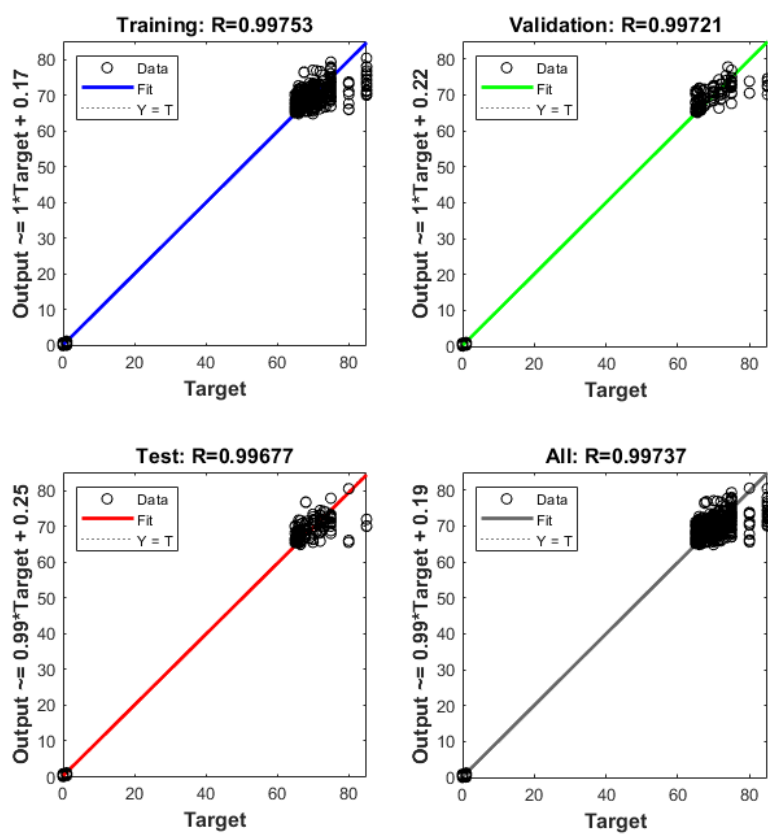 Training: R=0.99753
Output ~= 1*Target + 0.17
80
70
60
50
40
30
20
10
0
Data
Fit
Y = T
0 20 40 60 80
Target
Validation: R=0.99721
Output ~= 1*Target + 0.22
80
70
60
50
40
30
20
10
0
Data
Fit
Y = T
0 20 40 60 80
Target
Test: R=0.99677
Output ~= 0.99*Target + 0.25
80
70
60
50
40
30
20
10
0
Data
Fit
Y = T
0 20 40 60 80
Target
All: R=0.99737
Output ~= 0.99*Target + 0.19
80
70
60
50
40
30
20
10
0
Data
Fit
Y = T
0 20 40 60 80
Target